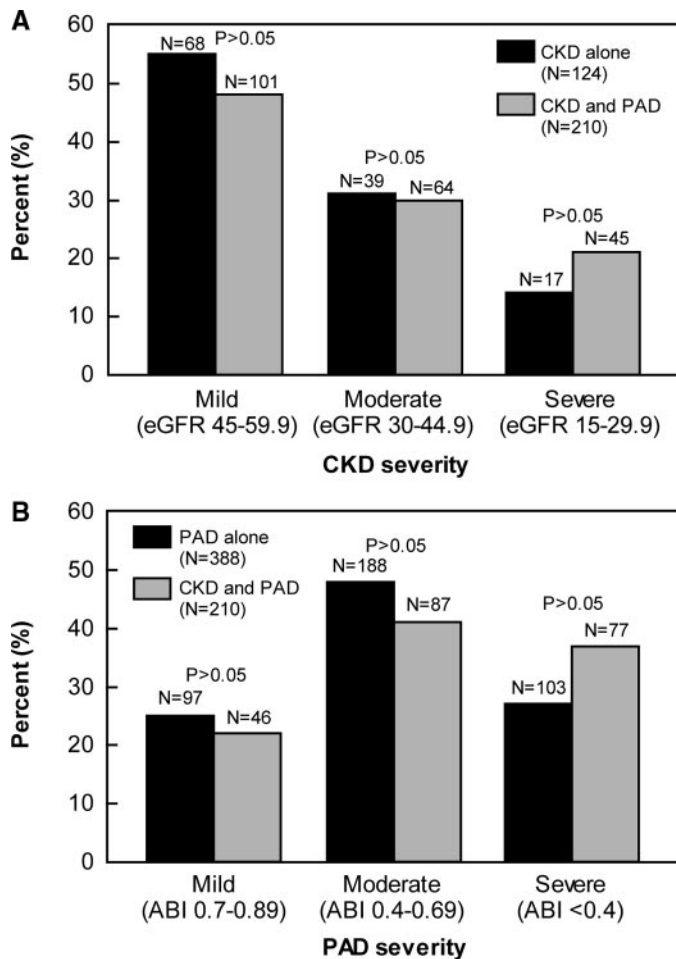 A
60
50
40
30
20
10
0
Percent (%)
N=68
P>0.05
N=101
CKD alone
(N=124)
CKD and PAD
(N=210)
P>0.05
N=39
N=64
P>0.05
N=45
N=17
Mild
(eGFR 45-59.9)
Moderate
(eGFR 30-44.9)
Severe
(eGFR 15-29.9)
CKD severity
B
60
50
40
30
20
10
0
Percent (%)
PAD alone
(N=388)
CKD and PAD
(N=210)
P>0.05
N=97
N=46
P>0.05
N=188
N=87
P>0.05
N=77
N=103
Mild
(ABI 0.7-0.89)
Moderate
(ABI 0.4-0.69)
Severe
(ABI <0.4)
PAD severity